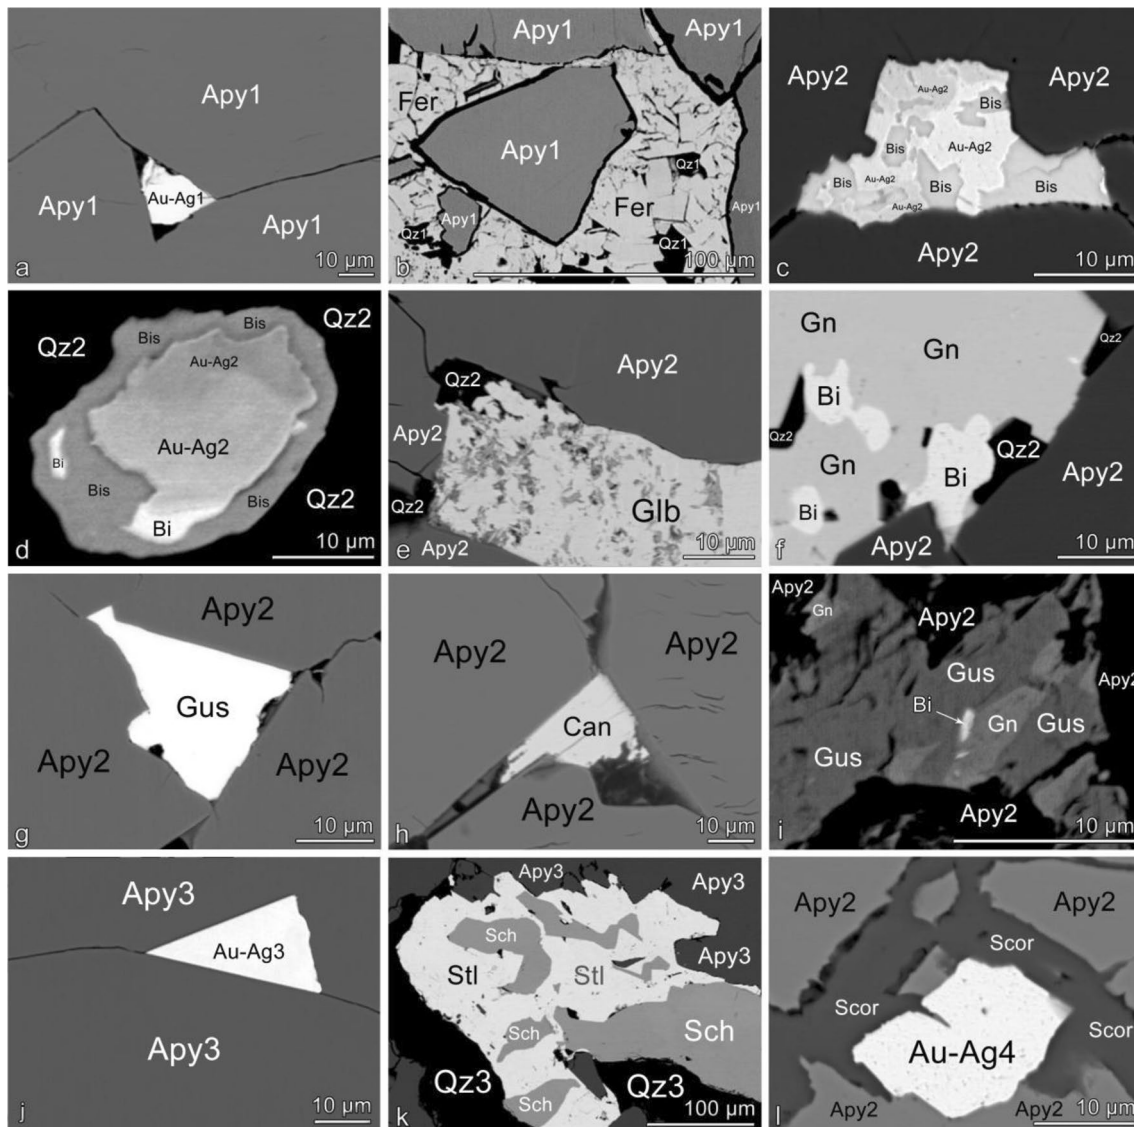 Apy1
Au-Ag1
Apy1
Apy1
a
10 µm
Apy1
Apy1
Fer
Apy1
Qz1
Fer
Apy1
Qz1
Qz1
Apy1
b
100 µm
Apy2
Apy2
Au-Ag2
Bis
Bis
Au-Ag2
Au-Ag2
Bis
Bis
Bis
Au-Ag2
Apy2
c
10 µm
Qz2
Bis
Bis
Qz2
Au-Ag2
Au-Ag2
Bi
Bis
Bis
Qz2
Bi
d
10 µm
Qz2
Apy2
Apy2
Qz2
Glb
Apy2
e
10 µm
Gn
Gn
Qz2
Bi
Qz2
Gn
Bi
Qz2
Apy2
Bi
Apy2
f
10 µm
Apy2
Gus
Apy2
Apy2
g
10 µm
Apy2
Apy2
Can
Apy2
h
10 µm
Apy2
Gn
Apy2
Gus
Apy2
Bi
Gn
Gus
Gus
Apy2
i
10 µm
Apy3
Au-Ag3
Apy3
j
10 µm
Apy3
Apy3
Sch
Apy3
Stl
Stl
Sch
Sch
Qz3
Sch
Qz3
k
100 µm
Apy2
Apy2
Scor
Scor
Scor
Au-Ag4
Apy2
Apy2
l
10 µm